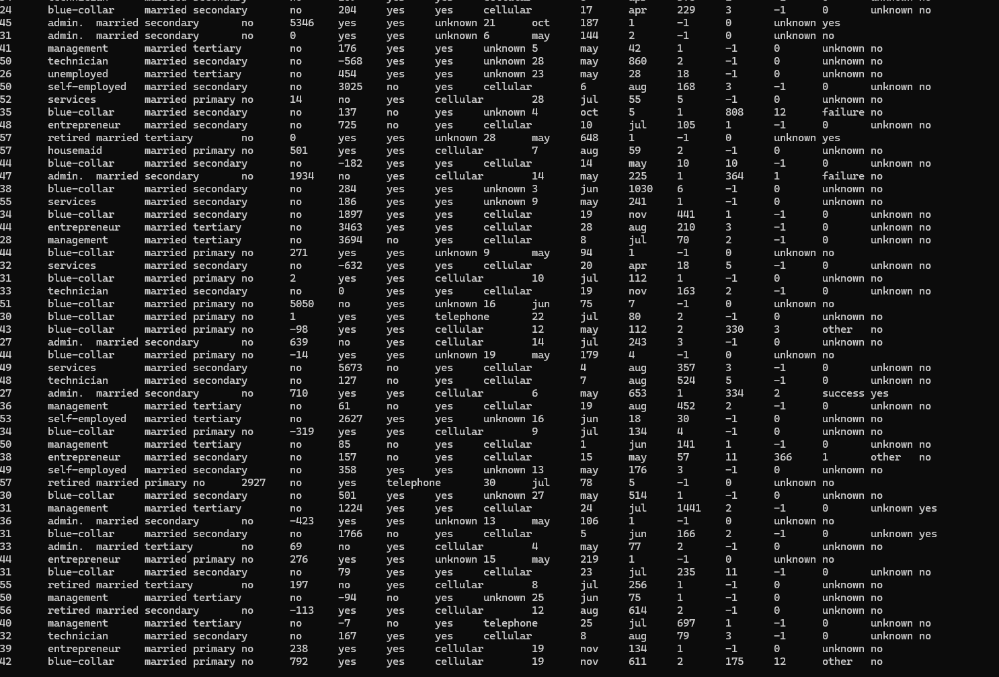 24 blue-collar married secondary no 204 yes yes cellular 17 apr 229 3 -1 0 unknown no
45 admin. married secondary no 5346 yes yes unknown 21 oct 187 1 -1 0 unknown yes
31 admin. married secondary no 0 yes yes unknown 6 may 144 2 -1 0 unknown no
41 management married tertiary no 176 yes yes unknown 5 may 42 1 -1 0 unknown no
50 technician married secondary no -568 yes yes unknown 28 may 860 2 -1 0 unknown no
26 unemployed married tertiary no 454 yes yes unknown 23 may 28 18 -1 0 unknown no
50 self-employed married secondary no 3025 no yes cellular 6 aug 168 3 -1 0 unknown no
52 services married primary no 14 no yes cellular 28 jul 55 5 -1 0 unknown no
35 blue-collar married secondary no 137 no yes unknown 4 oct 5 1 808 12 failure no
48 entrepreneur married secondary no 725 no yes cellular 10 jul 105 1 -1 0 unknown no
57 retired married tertiary no 0 yes yes unknown 28 may 648 1 -1 0 unknown yes
57 housemaid married primary no 501 yes yes cellular 7 aug 59 2 -1 0 unknown no
44 blue-collar married secondary no -182 yes yes cellular 14 may 10 10 -1 0 unknown no
47 admin. married secondary no 1934 no yes cellular 14 may 225 1 364 1 failure no
38 blue-collar married secondary no 284 yes yes unknown 3 jun 1030 6 -1 0 unknown no
55 services married secondary no 186 yes yes unknown 9 may 241 1 -1 0 unknown no
34 blue-collar married secondary no 1897 yes yes cellular 19 nov 441 1 -1 0 unknown no
44 entrepreneur married tertiary no 3463 yes yes cellular 28 aug 210 3 -1 0 unknown no
28 management married tertiary no 3694 no yes cellular 8 jul 70 2 -1 0 unknown no
44 blue-collar married primary no 271 yes yes unknown 9 may 94 1 -1 0 unknown no
32 services married secondary no -632 yes yes cellular 20 apr 18 5 -1 0 unknown no
31 blue-collar married primary no 2 yes yes cellular 10 jul 112 1 -1 0 unknown no
33 technician married secondary no 0 yes yes cellular 19 nov 163 2 -1 0 unknown no
51 blue-collar married primary no 5050 no yes unknown 16 jun 75 7 -1 0 unknown no
30 blue-collar married primary no 1 yes yes telephone 22 jul 80 2 -1 0 unknown no
43 blue-collar married primary no -98 yes yes cellular 12 may 112 2 330 3 other no
27 admin. married secondary no 639 no yes cellular 14 jul 243 3 -1 0 unknown no
44 blue-collar married primary no -14 yes yes unknown 19 may 179 4 -1 0 unknown no
49 services married secondary no 5673 no yes cellular 4 aug 357 3 -1 0 unknown no
48 technician married secondary no 127 no yes cellular 7 aug 524 5 -1 0 unknown no
27 admin. married secondary no 710 yes yes cellular 6 may 653 1 334 2 success yes
36 management married tertiary no 61 no yes cellular 19 aug 452 2 -1 0 unknown no
53 self-employed married tertiary no 2627 yes yes unknown 16 jun 18 30 -1 0 unknown no
34 blue-collar married primary no -319 yes yes cellular 9 jul 134 4 -1 0 unknown no
50 management married tertiary no 85 no yes cellular 1 jun 141 1 -1 0 unknown no
38 entrepreneur married secondary no 157 no yes cellular 15 may 57 11 366 1 other no
49 self-employed married secondary no 358 yes yes unknown 13 may 176 3 -1 0 unknown no
57 retired married primary no 2927 no yes telephone 30 jul 78 5 -1 0 unknown no
30 blue-collar married secondary no 501 yes yes unknown 27 may 514 1 -1 0 unknown no
31 management married tertiary no 1224 yes yes cellular 24 jul 1441 2 -1 0 unknown yes
36 admin. married secondary no -423 yes yes unknown 13 may 106 1 -1 0 unknown no
31 blue-collar married secondary no 1766 no yes cellular 5 jun 166 2 -1 0 unknown yes
33 admin. married tertiary no 69 no yes cellular 4 may 77 2 -1 0 unknown no
44 entrepreneur married primary no 276 yes yes unknown 15 may 219 1 -1 0 unknown no
31 blue-collar married secondary no 79 yes yes cellular 23 jul 235 11 -1 0 unknown no
55 retired married tertiary no 197 no yes cellular 8 jul 256 1 -1 0 unknown no
50 management married tertiary no -94 no yes unknown 25 jun 75 1 -1 0 unknown no
56 retired married secondary no -113 yes yes cellular 12 aug 614 2 -1 0 unknown no
40 management married tertiary no -7 no yes telephone 25 jul 697 1 -1 0 unknown no
32 technician married secondary no 167 yes yes cellular 8 aug 79 3 -1 0 unknown no
39 entrepreneur married primary no 238 yes yes cellular 19 nov 134 1 -1 0 unknown no
42 blue-collar married primary no 792 yes yes cellular 19 nov 611 2 175 12 other no